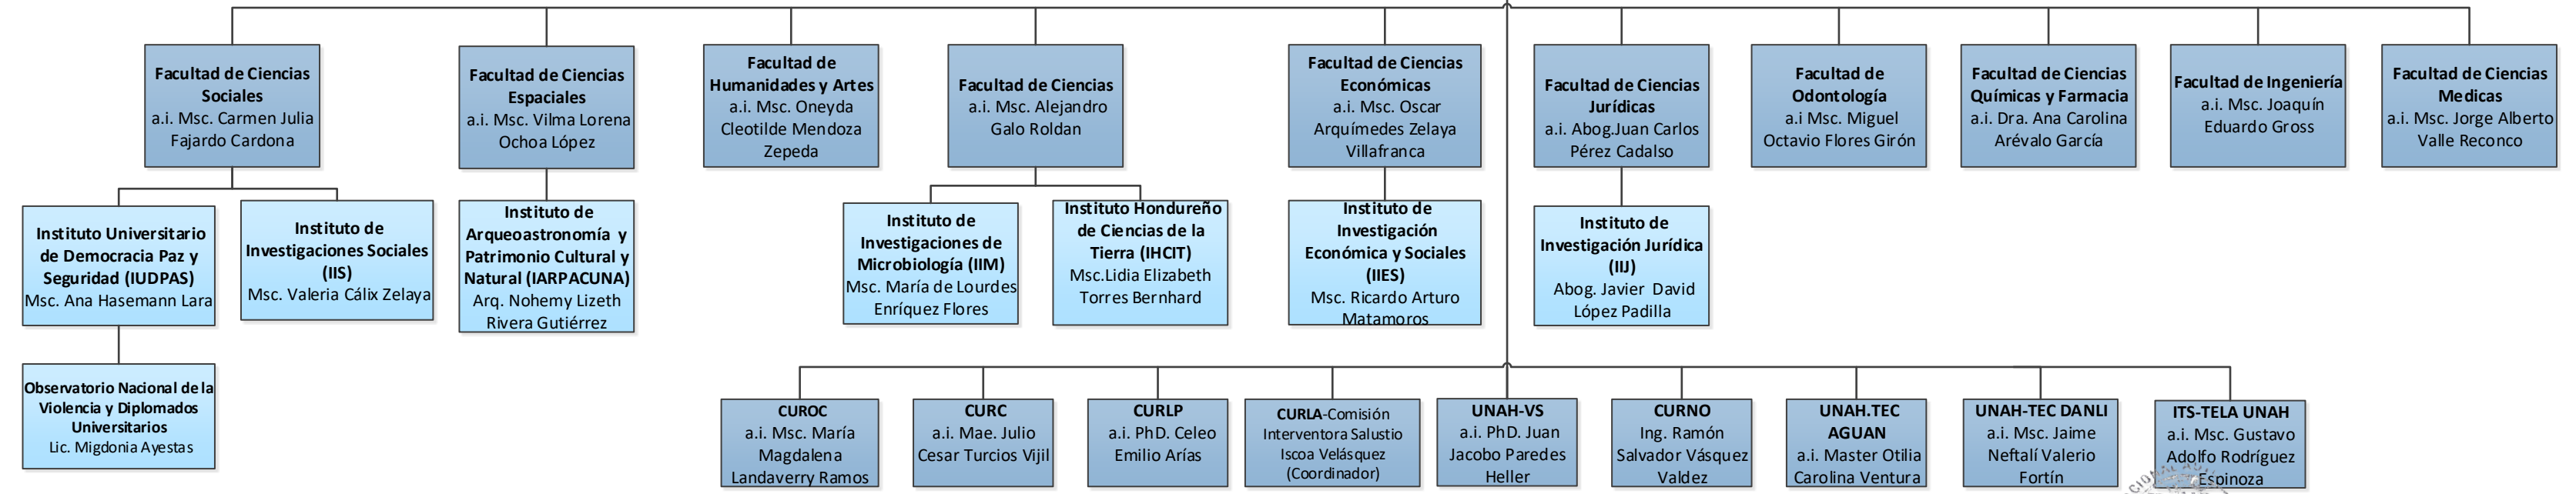 Facultad de Ciencias
Sociales
a.i. Msc. Carmen Julia
Fajardo Cardona
Facultad de Ciencias
Espaciales
a.i. Msc. Vilma Lorena
Ochoa López
Facultad de
Humanidades y Artes
a.i. Msc. Oneyda
Cleotilde Mendoza
Zepeda
Facultad de Ciencias
a.i. Msc. Alejandro
Galo Roldan
Facultad de Ciencias
Económicas
a.i. Msc. Oscar
Arquímedes Zelaya
Villafranca
Facultad de Ciencias
Jurídicas
a.i. Abog.Juan Carlos
Pérez Cadalso
Facultad de
Odontología
a.i Msc. Miguel
Octavio Flores Girón
Facultad de Ciencias
Químicas y Farmacia
a.i. Dra. Ana Carolina
Arévalo García
Facultad de Ingeniería
a.i. Msc. Joaquín
Eduardo Gross
Facultad de Ciencias
Medicas
a.i. Msc. Jorge Alberto
Valle Reconco
Instituto Universitario
de Democracia Paz y
Seguridad (IUDPAS)
Msc. Ana Hasemann Lara
Instituto de
Investigaciones Sociales
(IIS)
Msc. Valeria Cálix Zelaya
Instituto de
Arqueoastronomía y
Patrimonio Cultural y
Natural (IARPACUNA)
Arq. Nohemy Lizeth
Rivera Gutiérrez
Instituto de
Investigaciones de
Microbiología (IIM)
Msc. María de Lourdes
Enríquez Flores
Instituto Hondureño
de Ciencias de la
Tierra (IHCIT)
Msc.Lidia Elizabeth
Torres Bernhard
Instituto de
Investigación
Económica y Sociales
(IIES)
Msc. Ricardo Arturo
Matamoros
Instituto de
Investigación Jurídica
(IIJ)
Abog. Javier David
López Padilla
Observatorio Nacional de la
Violencia y Diplomados
Universitarios
Lic. Migdonia Ayestas
CUROC
a.i. Msc. María
Magdalena
Landaverry Ramos
CURC
a.i. Mae. Julio
Cesar Turcios Vijil
CURLP
a.i. PhD. Celeo
Emilio Arías
CURLA-Comisión
Interventora Salustio
Iscoa Velásquez
(Coordinador)
UNAH-VS
a.i. PhD. Juan
Jacobo Paredes
Heller
CURNO
Ing. Ramón
Salvador Vásquez
Valdez
UNAH.TEC
AGUAN
a.i. Master Otilia
Carolina Ventura
UNAH-TEC DANLI
a.i. Msc. Jaime
Neftalí Valerio
Fortín
ITS-TELA UNAH
a.i. Msc. Gustavo
Adolfo Rodríguez
Espinoza